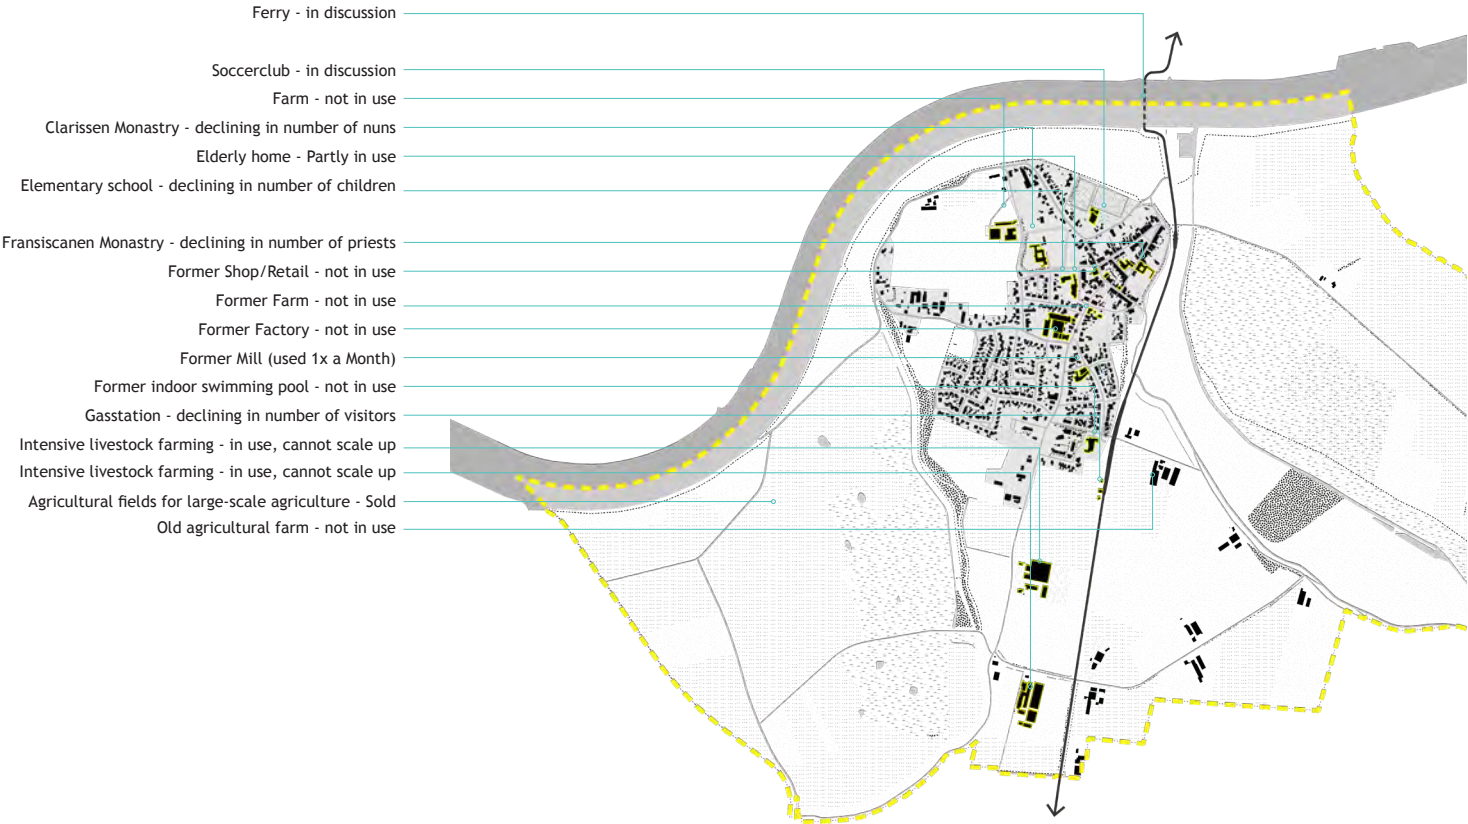 Ferry - in discussion
Soccerclub - in discussion
Farm - not in use
Clarissen Monastry - declining in number of nuns
Elderly home - Partly in use
Elementary school - declining in number of children
Fransiscanen Monastry - declining in number of priests
Former Shop/Retail - not in use
Former Farm - not in use
Former Factory - not in use
Former Mill (used 1x a Month)
Former indoor swimming pool - not in use
Gasstation - declining in number of visitors
Intensive livestock farming - in use, cannot scale up
Intensive livestock farming - in use, cannot scale up
Agricultural fields for large-scale agriculture - Sold
Old agricultural farm - not in use